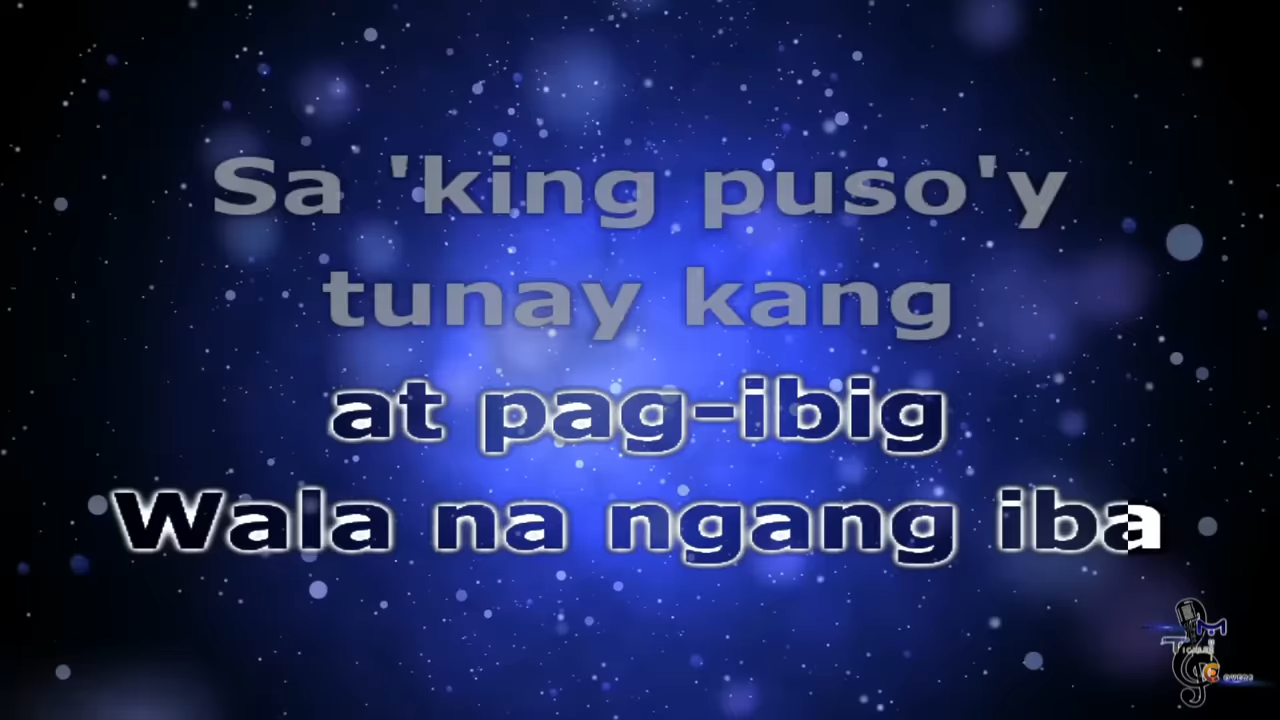 Sa 'king puso'y
tunay kang
at pag-ibig
Wala na ngang iba